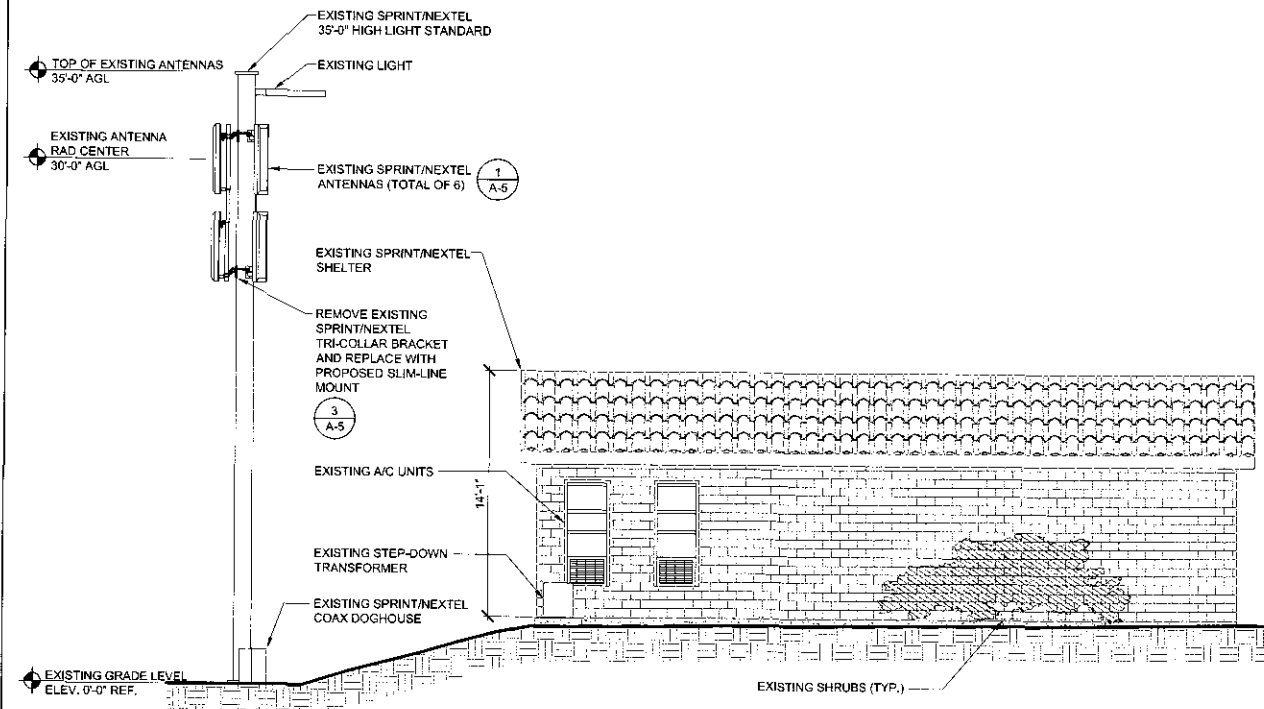 EXISTING SPRINT/NEXTEL
35'-0" HIGH LIGHT STANDARD
TOP OF EXISTING ANTENNAS
35'-0" AGL
EXISTING LIGHT
EXISTING ANTENNA
RAD CENTER
30'-0" AGL
EXISTING SPRINT/NEXTEL
ANTENNAS (TOTAL OF 6)
1
A-5
EXISTING SPRINT/NEXTEL
SHELTER
REMOVE EXISTING
SPRINT/NEXTEL
TRI-COLLAR BRACKET
AND REPLACE WITH
PROPOSED SLIM-LINE
MOUNT
3
A-5
EXISTING A/C UNITS
14'-1"
EXISTING STEP-DOWN
TRANSFORMER
EXISTING SPRINT/NEXTEL
COAX DOGHOUSE
EXISTING GRADE LEVEL
ELEV. 0'-0" REF.
EXISTING SHRUBS (TYP.)